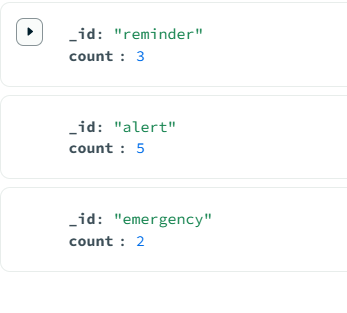 _id: "reminder"
count : 3
_id: "alert"
count : 5
_id: "emergency"
count : 2